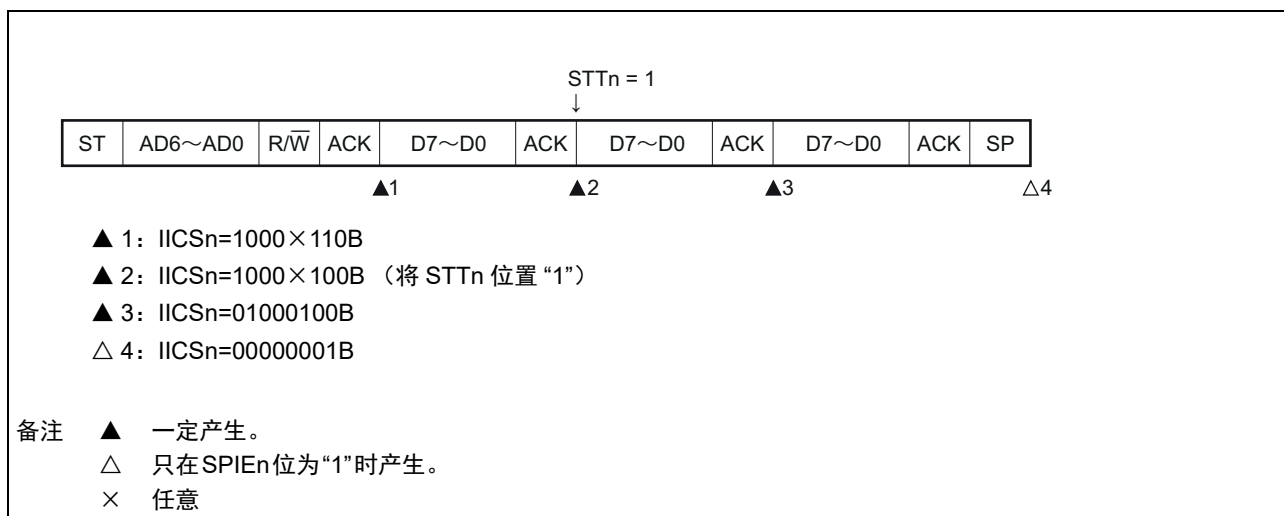 STTn = 1
↓
ST AD6～AD0 R/W̅ ACK D7～D0 ACK D7～D0 ACK D7～D0 ACK SP
▲1 ▲2 ▲3 △4
▲ 1：IICSn=1000×110B
▲ 2：IICSn=1000×100B （将 STTn 位置 “1”）
▲ 3：IICSn=01000100B
△ 4：IICSn=00000001B
备注 ▲ 一定产生。
△ 只在SPIEn位为“1”时产生。
× 任意